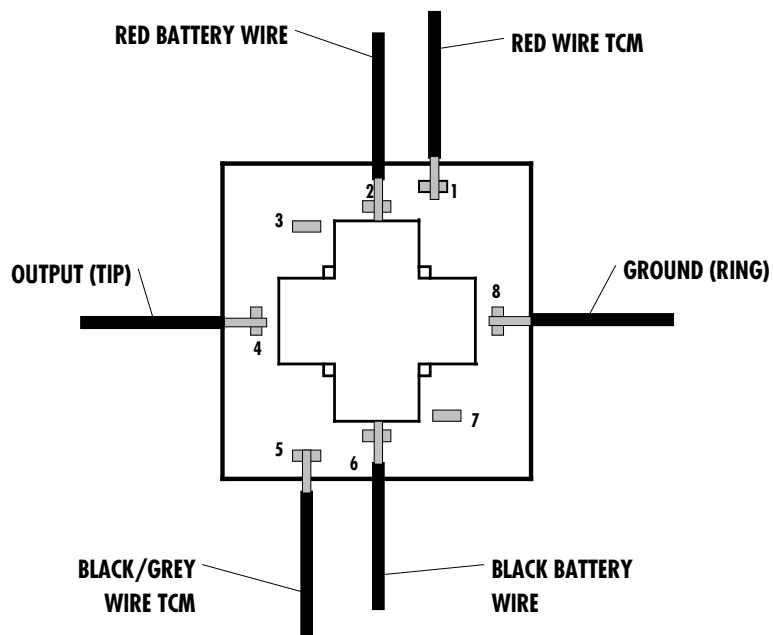 RED BATTERY WIRE
RED WIRE TCM
2
1
3
OUTPUT (TIP)
GROUND (RING)
8
4
7
5
6
BLACK/GREY
WIRE TCM
BLACK BATTERY
WIRE